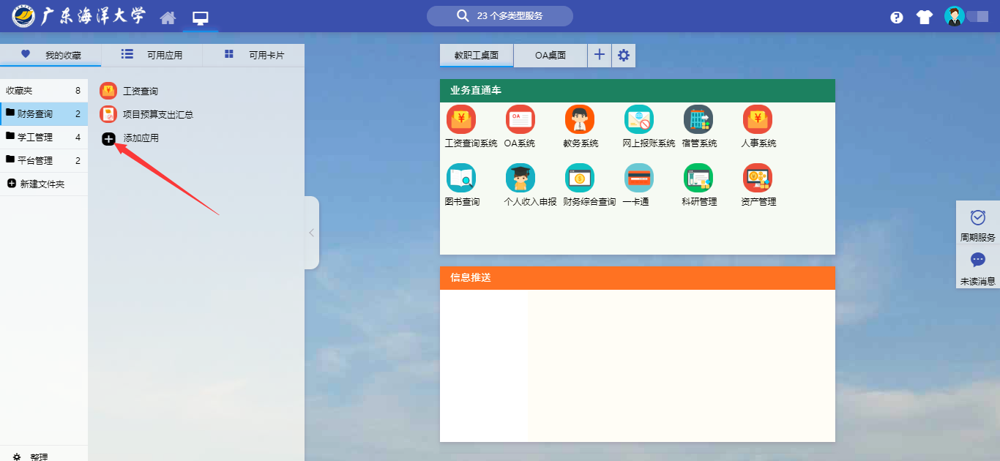 广东海洋大学
23 个多类型服务
我的收藏 可用应用 可用卡片
收藏夹 8
财务查询 2
学工管理 4
平台管理 2
新建文件夹
整理
工资查询
项目预算支出汇总
添加应用
教职工桌面 OA桌面
业务直通车
工资查询系统 OA系统 教务系统 网上报账系统 宿管系统 人事系统
图书查询 个人收入申报 财务综合查询 一卡通 科研管理 资产管理
信息推送
周期服务
未读消息